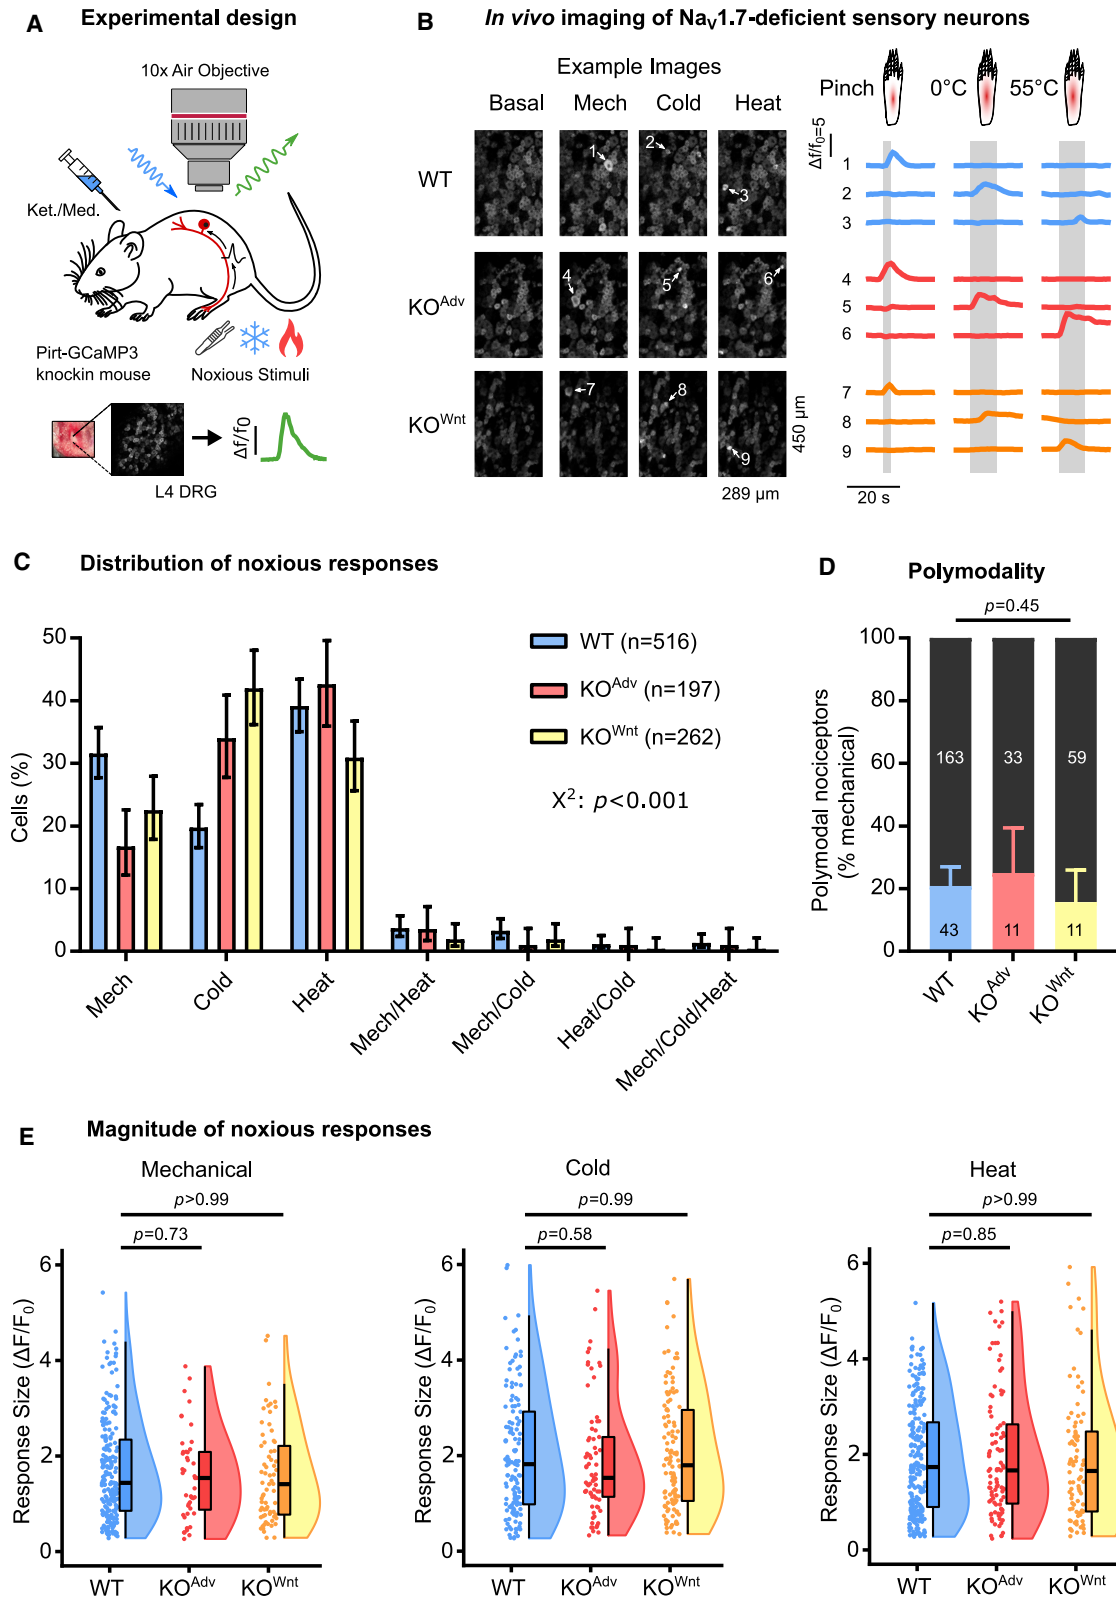 A Experimental design
10x Air Objective
Ket./Med.
Pirt-GCaMP3
knockin mouse
Noxious Stimuli
Δf/f0
L4 DRG
B In vivo imaging of NaV1.7-deficient sensory neurons
Example Images
Basal Mech Cold Heat
Pinch 0°C 55°C
Δf/f0=5
WT
KOAdv
KOWnt
1
2
3
4
5
6
7
8
9
1
2
3
4
5
6
7
8
9
450 µm
289 µm
20 s
C Distribution of noxious responses
Cells (%)
50
40
30
20
10
0
WT (n=516)
KOAdv (n=197)
KOWnt (n=262)
X²: p<0.001
Mech
Cold
Heat
Mech/Heat
Mech/Cold
Heat/Cold
Mech/Cold/Heat
D Polymodality
p=0.45
Polymodal nociceptors
(% mechanical)
100
80
60
40
20
0
163 33 59
43 11 11
WT
KOAdv
KOWnt
E Magnitude of noxious responses
Mechanical
p>0.99
p=0.73
Response Size (ΔF/F0)
6
4
2
0
WT KOAdv KOWnt
Cold
p=0.99
p=0.58
Response Size (ΔF/F0)
6
4
2
0
WT KOAdv KOWnt
Heat
p>0.99
p=0.85
Response Size (ΔF/F0)
6
4
2
0
WT KOAdv KOWnt